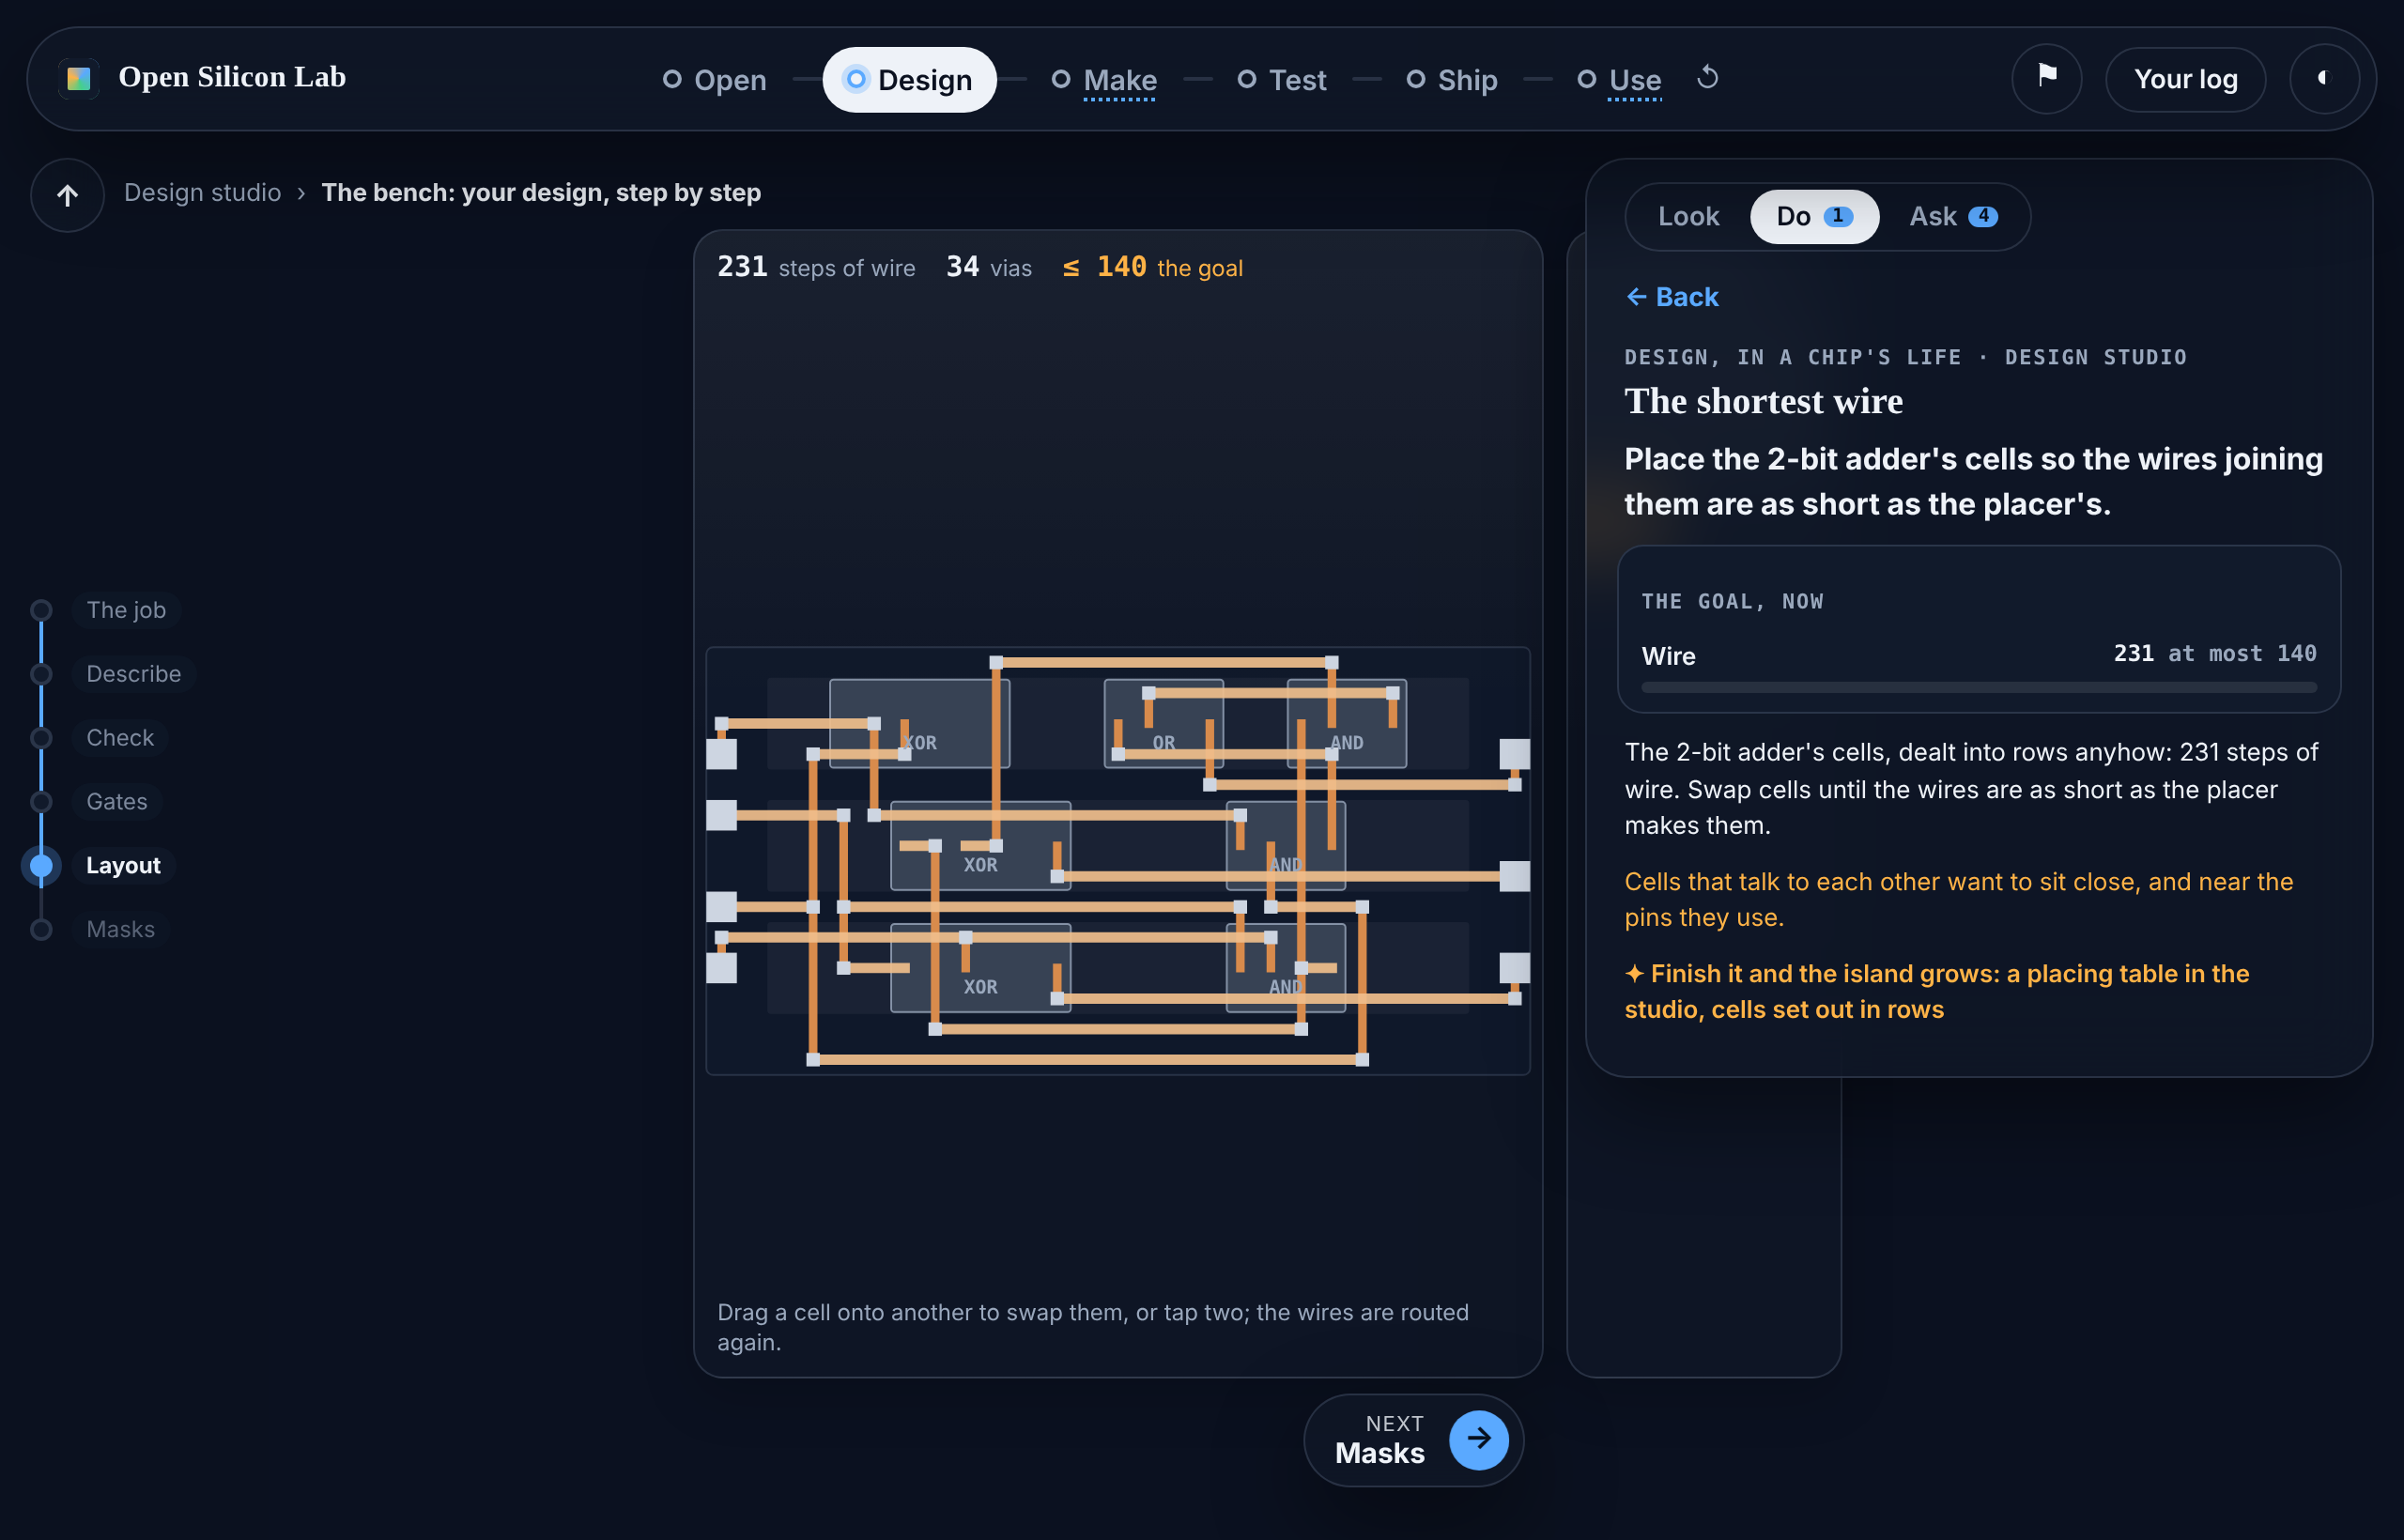 Open Silicon Lab
Open
Design
Make
Test
Ship
Use
Your log
Design studio › The bench: your design, step by step
The job
Describe
Check
Gates
Layout
Masks
231 steps of wire 34 vias ≤ 140 the goal
XOR
OR
AND
XOR
AND
XOR
AND
Drag a cell onto another to swap them, or tap two; the wires are routed
again.
NEXT
Masks
Look
Do 1
Ask 4
← Back
DESIGN, IN A CHIP'S LIFE · DESIGN STUDIO
The shortest wire
Place the 2-bit adder's cells so the wires joining
them are as short as the placer's.
THE GOAL, NOW
Wire 231 at most 140
The 2-bit adder's cells, dealt into rows anyhow: 231 steps of
wire. Swap cells until the wires are as short as the placer
makes them.
Cells that talk to each other want to sit close, and near the
pins they use.
✦ Finish it and the island grows: a placing table in the
studio, cells set out in rows